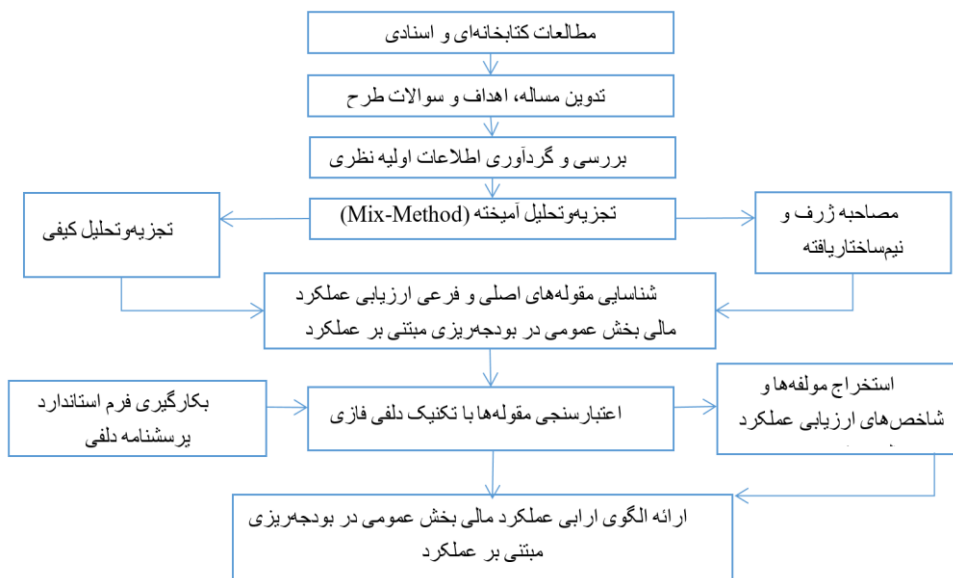 مطالعات کتابخانه‌ای و اسنادی
تدوین مساله، اهداف و سوالات طرح
بررسی و گردآوری اطلاعات اولیه نظری
مصاحبه ژرف و
نیم‌ساختاریافته
تجزیه‌وتحلیل آمیخته (Mix-Method)
تجزیه‌وتحلیل کیفی
شناسایی مقوله‌های اصلی و فرعی ارزیابی عملکرد
مالی بخش عمومی در بودجه‌ریزی مبتنی بر عملکرد
استخراج مولفه‌ها و
شاخص‌های ارزیابی عملکرد
اعتبارسنجی مقوله‌ها با تکنیک دلفی فازی
بکارگیری فرم استاندارد
پرسشنامه دلفی
ارائه الگوی ارابی عملکرد مالی بخش عمومی در بودجه‌ریزی
مبتنی بر عملکرد